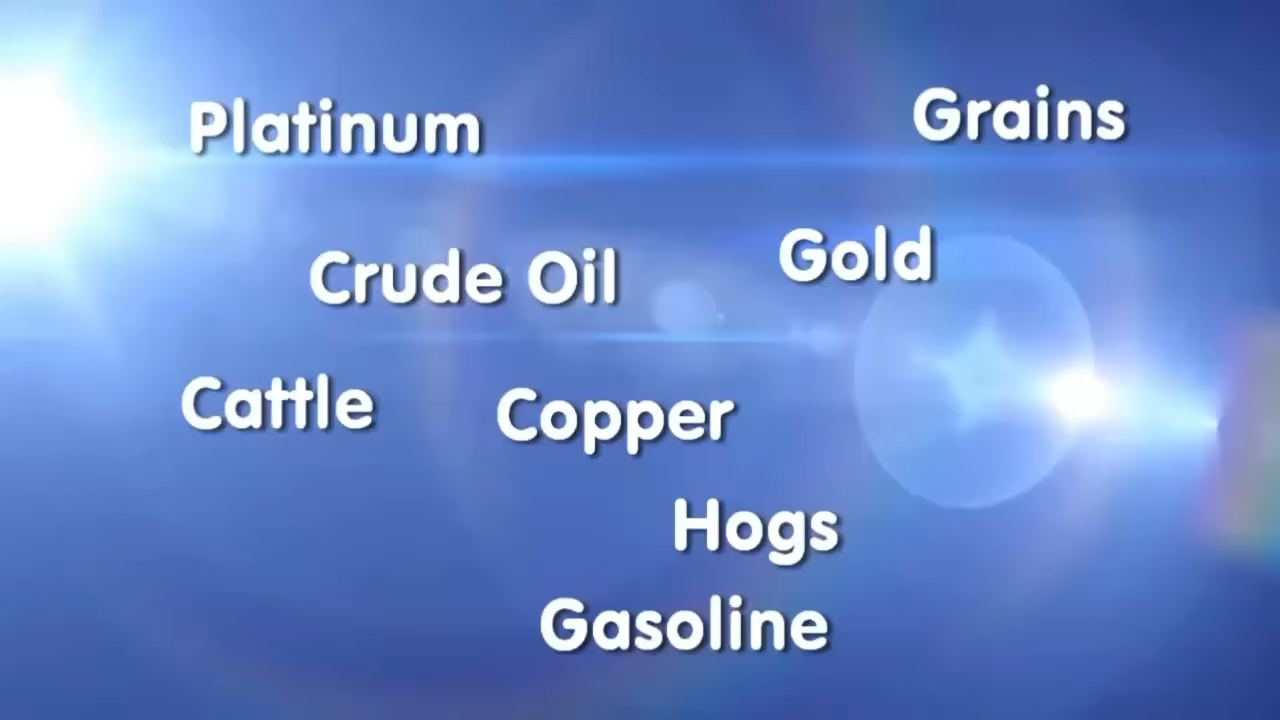 Platinum
Grains
Crude Oil
Gold
Cattle
Copper
Hogs
Gasoline